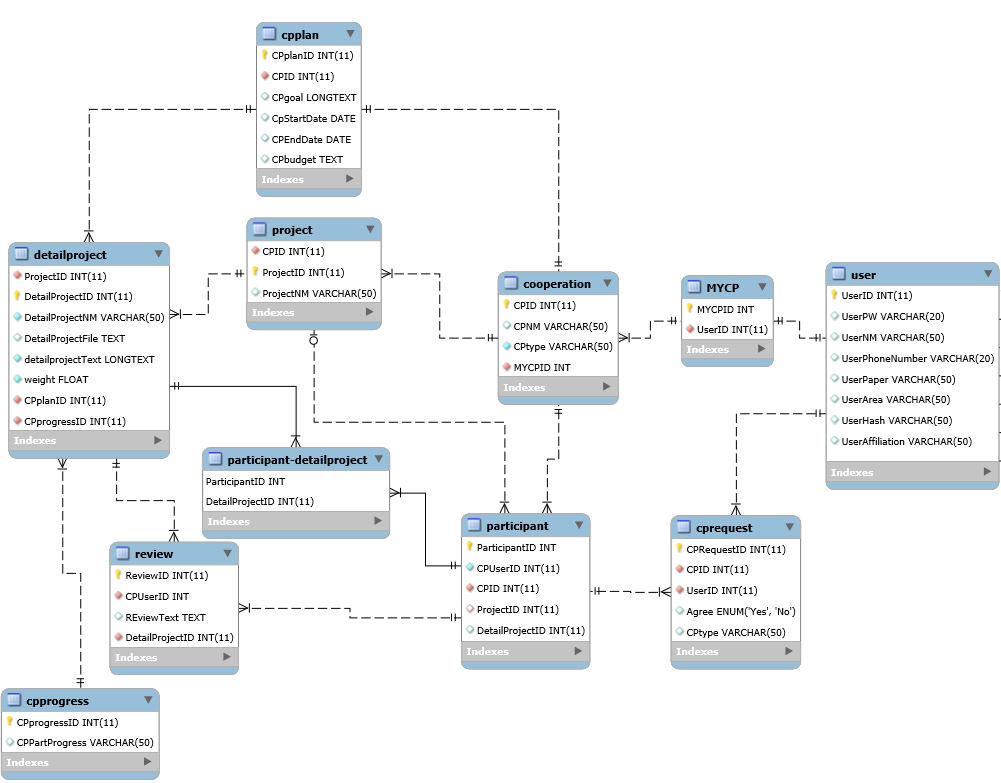 cpplan
CPplanID INT(11)
CPID INT(11)
CPgoal LONGTEXT
CpStartDate DATE
CPEndDate DATE
CPbudget TEXT
Indexes
project
CPID INT(11)
ProjectID INT(11)
ProjectNM VARCHAR(50)
Indexes
detailproject
ProjectID INT(11)
DetailProjectID INT(11)
DetailProjectNM VARCHAR(50)
DetailProjectFile TEXT
detailprojectText LONGTEXT
weight FLOAT
CPplanID INT(11)
CPprogressID INT(11)
Indexes
cooperation
CPID INT(11)
CPNM VARCHAR(50)
CPtype VARCHAR(50)
MYCPID INT
Indexes
MYCP
MYCPID INT
UserID INT(11)
Indexes
user
UserID INT(11)
UserPW VARCHAR(20)
UserNM VARCHAR(50)
UserPhoneNumber VARCHAR(20)
UserPaper VARCHAR(50)
UserArea VARCHAR(50)
UserHash VARCHAR(50)
UserAffiliation VARCHAR(50)
Indexes
participant-detailproject
ParticipantID INT
DetailProjectID INT(11)
Indexes
participant
ParticipantID INT
CPUserID INT(11)
CPID INT(11)
ProjectID INT(11)
DetailProjectID INT(11)
Indexes
cprequest
CPRequestID INT(11)
CPID INT(11)
UserID INT(11)
Agree ENUM('Yes', 'No')
CPtype VARCHAR(50)
Indexes
review
ReviewID INT(11)
CPUserID INT
REviewText TEXT
DetailProjectID INT(11)
Indexes
cpprogress
CPprogressID INT(11)
CPPartProgress VARCHAR(50)
Indexes